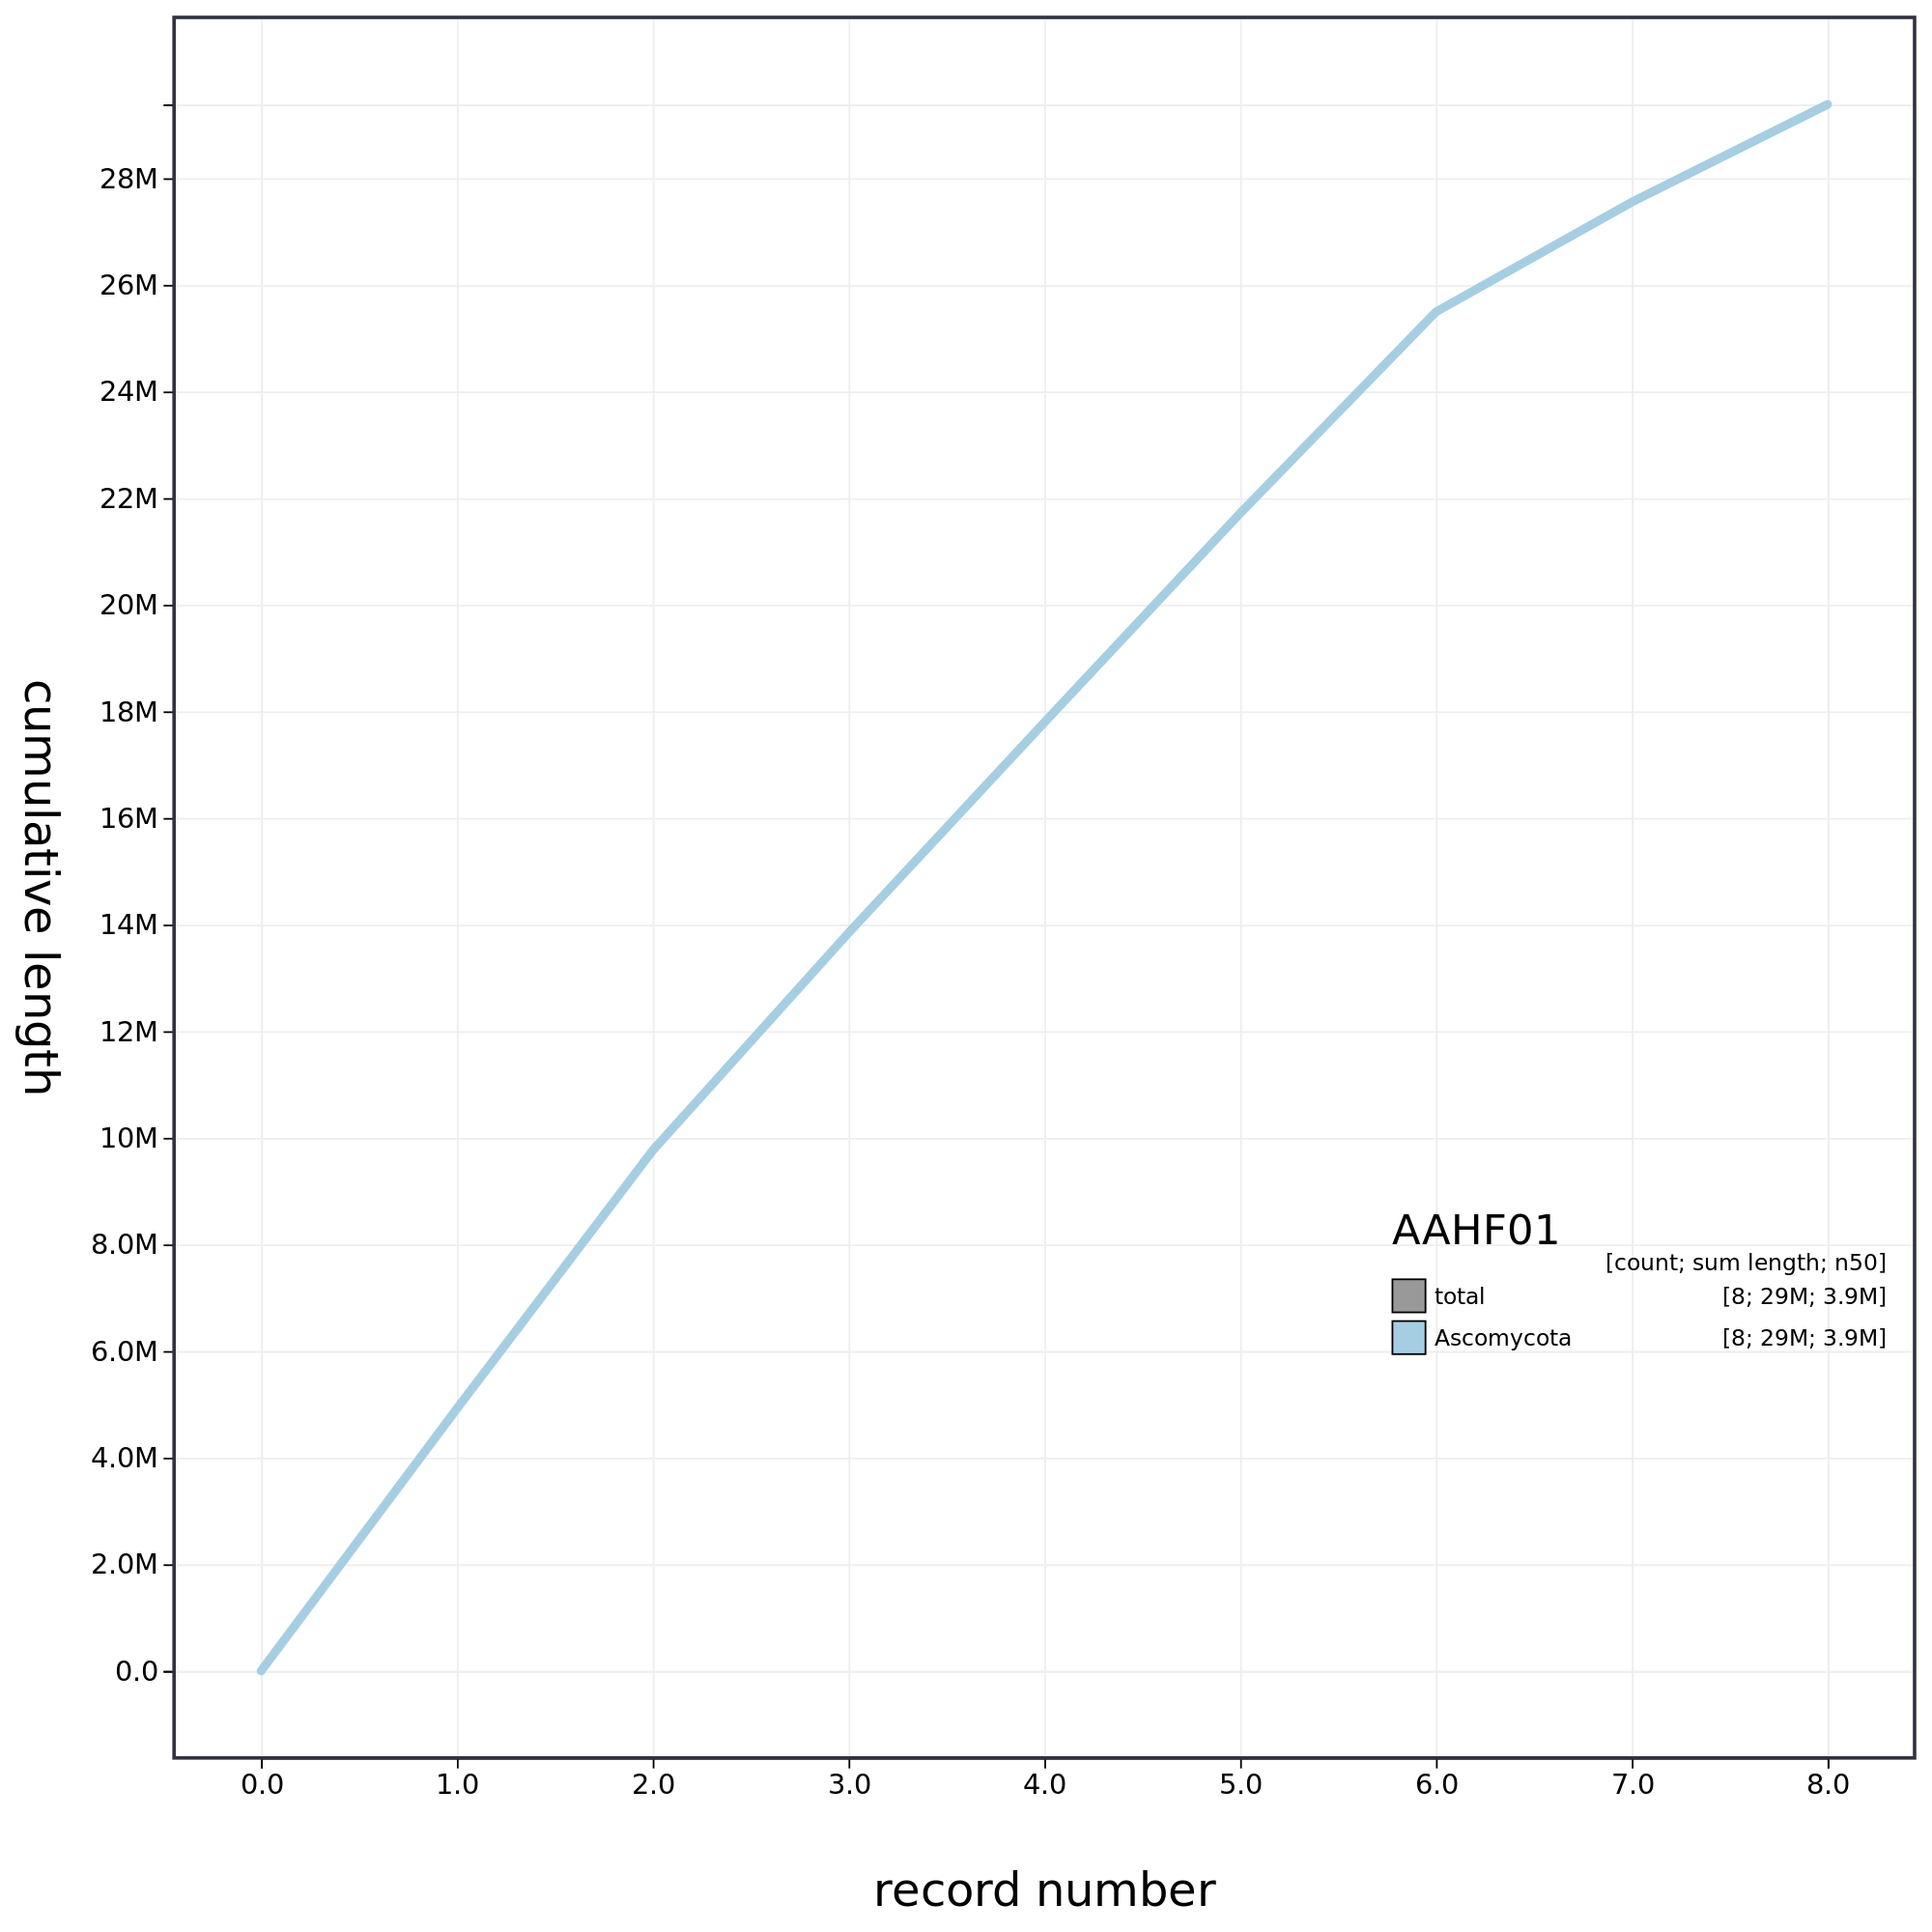 28M
26M
24M
22M
20M
18M
16M
14M
12M
10M
8.0M
6.0M
4.0M
2.0M
0.0
cumulative length
AAHF01
[count; sum length; n50]
total [8; 29M; 3.9M]
Ascomycota [8; 29M; 3.9M]
0.0 1.0 2.0 3.0 4.0 5.0 6.0 7.0 8.0
record number